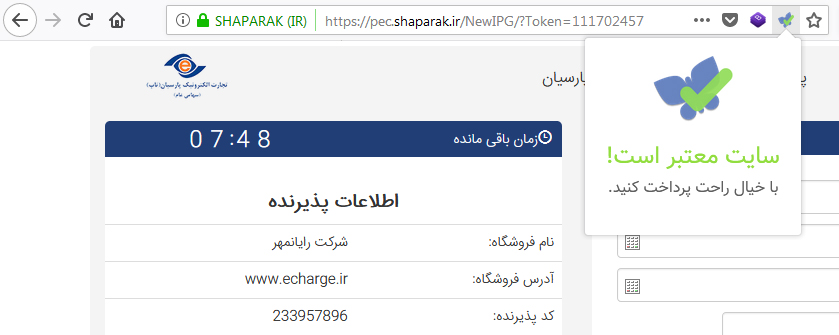 SHAPARAK (IR)
https://pec.shaparak.ir/NewIPG/?Token=111702457
سایت معتبر است!
با خیال راحت پرداخت کنید.
تجارت الکترونیک پارسیان (تاپ)
(سهامی عام)
پارسیان
زمان باقی مانده
07:48
اطلاعات پذیرنده
نام فروشگاه: شرکت رایانمهر
آدرس فروشگاه: www.echarge.ir
کد پذیرنده: 233957896